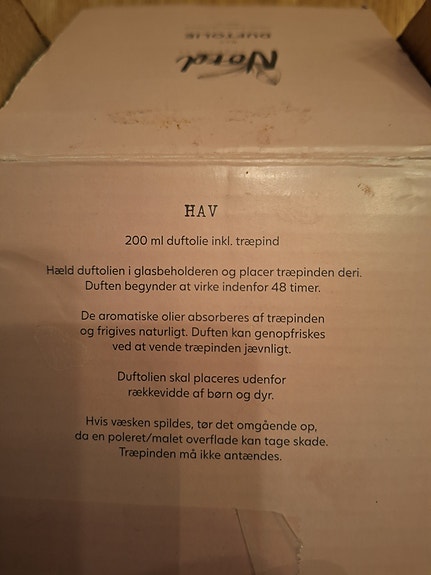 Nord
DUFTOLIE
HAV
200 ml duftolie inkl. træpind
Hæld duftolien i glasbeholderen og placer træpinden deri.
Duften begynder at virke indenfor 48 timer.
De aromatiske olier absorberes af træpinden
og frigives naturligt. Duften kan genopfriskes
ved at vende træpinden jævnligt.
Duftolien skal placeres udenfor
rækkevidde af børn og dyr.
Hvis væsken spildes, tør det omgående op,
da en poleret/malet overflade kan tage skade.
Træpinden må ikke antændes.